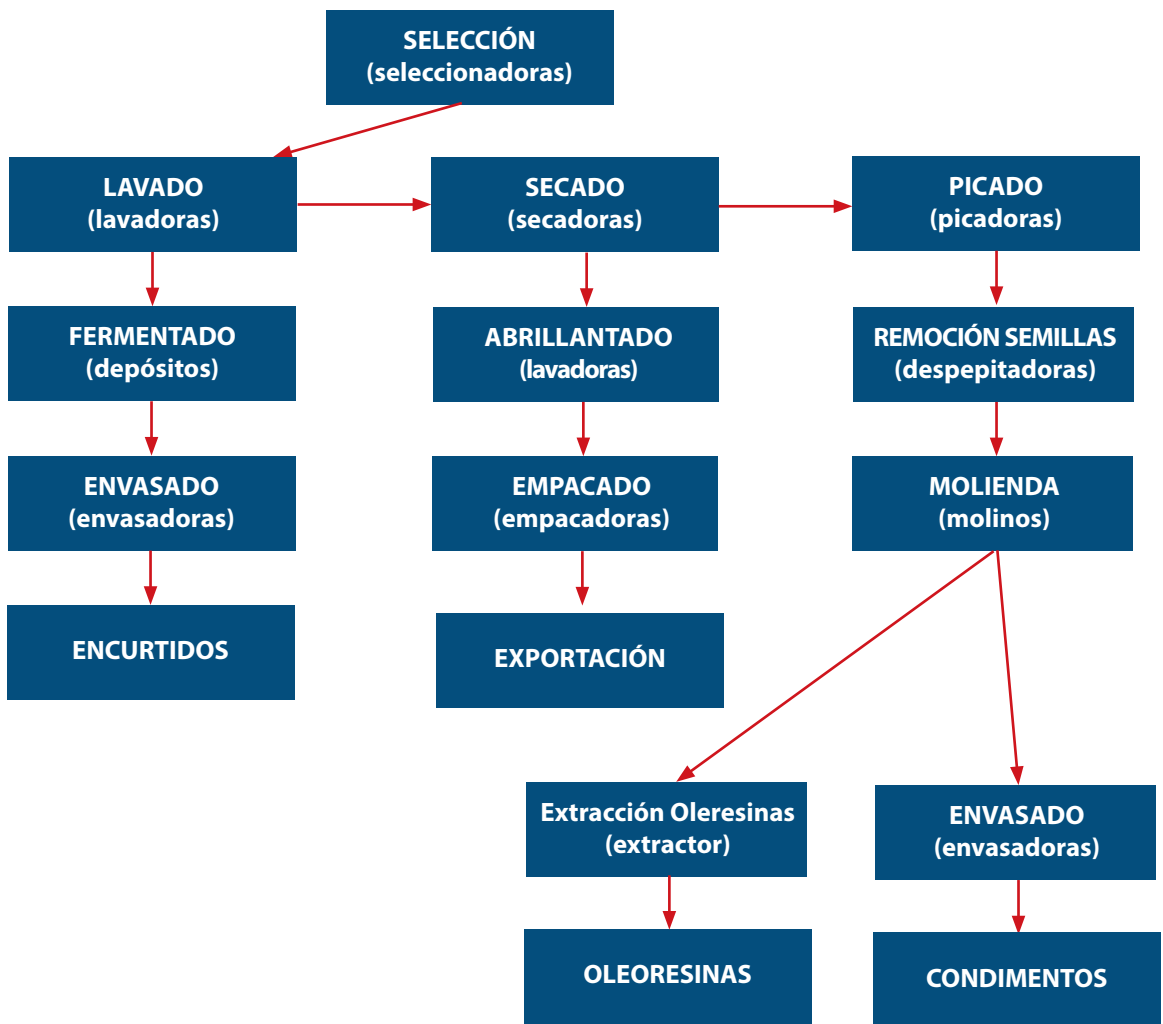 SELECCIÓN
(seleccionadoras)
LAVADO
(lavadoras)
SECADO
(secadoras)
PICADO
(picadoras)
FERMENTADO
(depósitos)
ABRILLANTADO
(lavadoras)
REMOCIÓN SEMILLAS
(despepitadoras)
ENVASADO
(envasadoras)
EMPACADO
(empacadoras)
MOLIENDA
(molinos)
ENCURTIDOS
EXPORTACIÓN
Extracción Oleresinas
(extractor)
ENVASADO
(envasadoras)
OLEORESINAS
CONDIMENTOS